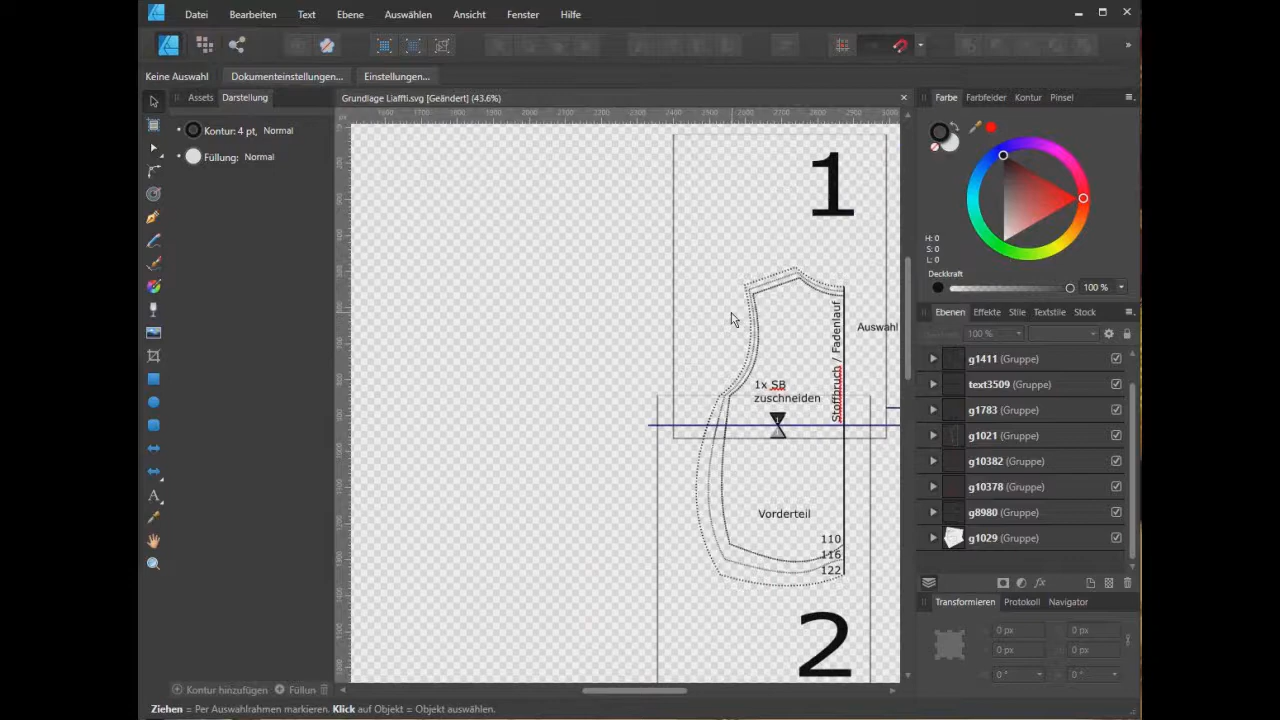 Datei Bearbeiten Text Ebene Auswählen Ansicht Fenster Hilfe
Keine Auswahl Dokumenteinstellungen... Einstellungen...
Assets Darstellung
Kontur: 4 pt, Normal
Füllung: Normal
Grundlage Liaffti.svg [Geändert] (43.6%)
1
Stoffbruch / Fadenlauf
Auswahl
1x SB
zuschneiden
Vorderteil
110
116
122
2
Farbe Farbfelder Kontur Pinsel
H: 0
S: 0
L: 0
Deckkraft
100 %
Ebenen Effekte Stile Textstile Stock
100 %
g1411 (Gruppe)
text3509 (Gruppe)
g1783 (Gruppe)
g1021 (Gruppe)
g10382 (Gruppe)
g10378 (Gruppe)
g8980 (Gruppe)
g1029 (Gruppe)
Transformieren Protokoll Navigator
0 px 0 px
0 px 0 px
0 ° 0 °
Kontur hinzufügen Füllun
Ziehen = Per Auswahlrahmen markieren. Klick auf Objekt = Objekt auswählen.